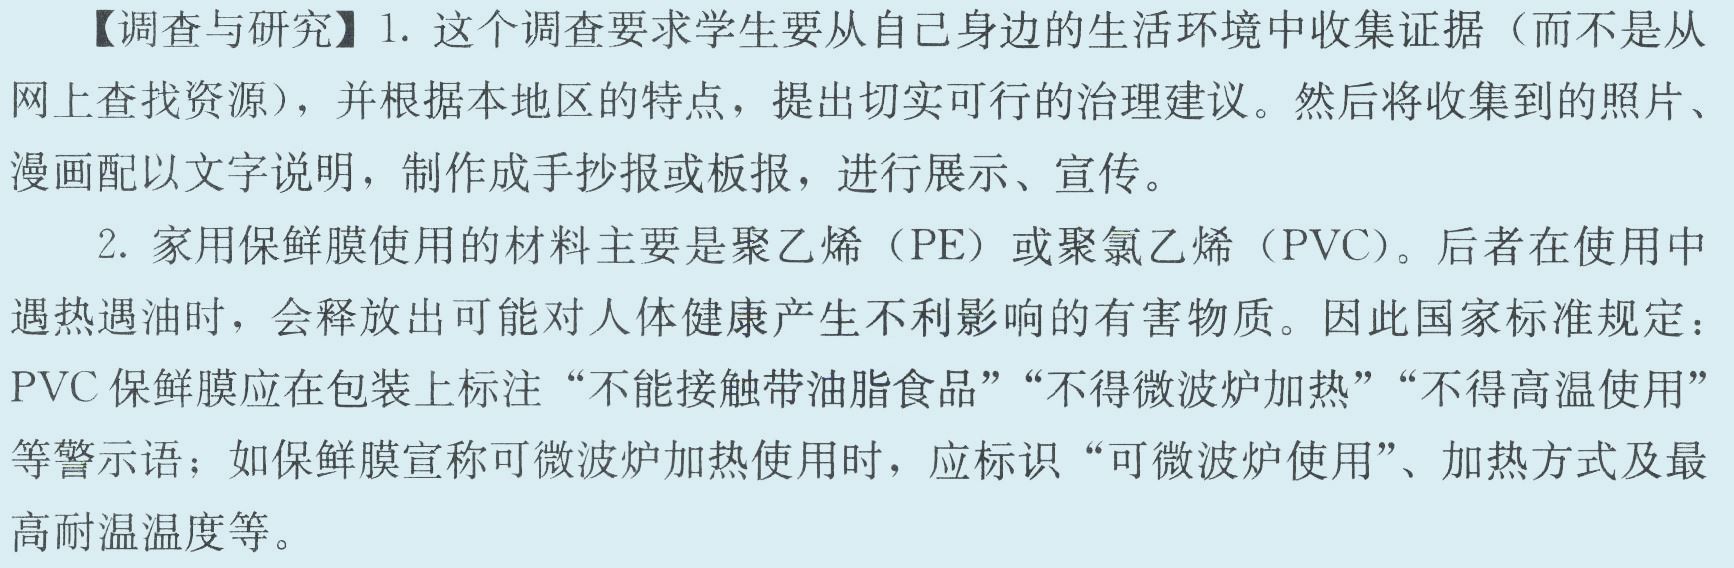 【调查与研究】1. 这个调查要求学生要从自己身边的生活环境中收集证据（而不是从
网上查找资源），并根据本地区的特点，提出切实可行的治理建议。然后将收集到的照片、
漫画配以文字说明，制作成手抄报或板报，进行展示、宣传。
2. 家用保鲜膜使用的材料主要是聚乙烯（PE）或聚氯乙烯（PVC）。后者在使用中
遇热遇油时，会释放出可能对人体健康产生不利影响的有害物质。因此国家标准规定：
PVC 保鲜膜应在包装上标注“不能接触带油脂食品”“不得微波炉加热”“不得高温使用”
等警示语；如保鲜膜宣称可微波炉加热使用时，应标识“可微波炉使用”、加热方式及最
高耐温温度等。